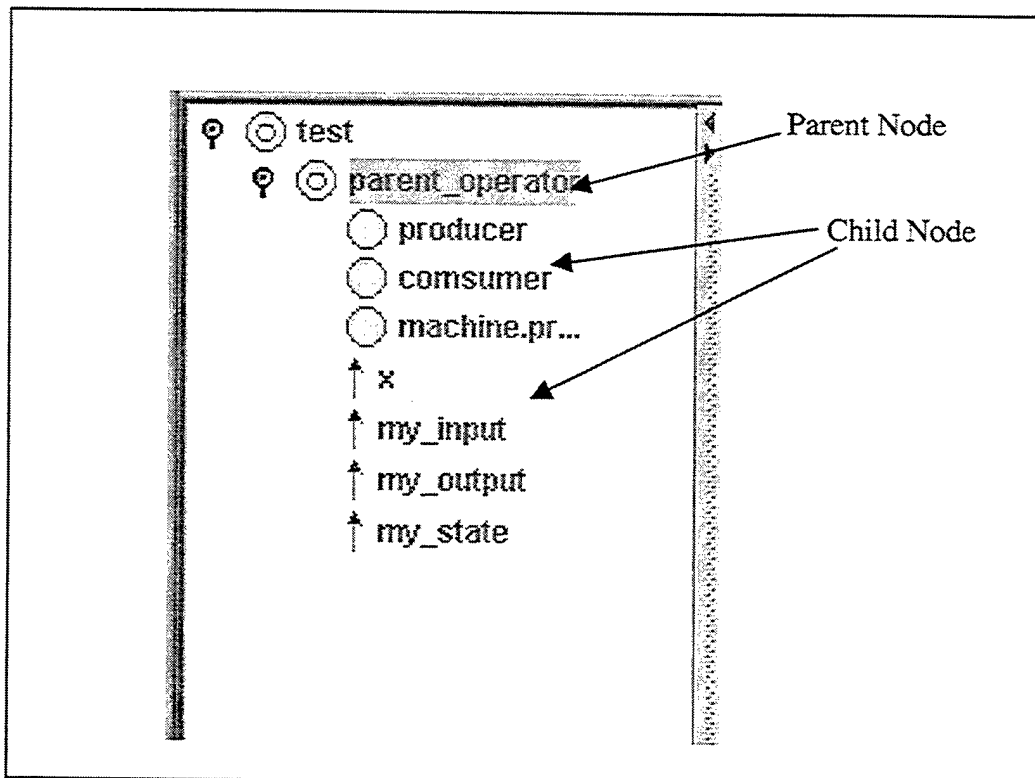 test
Parent Node
parent_operator
producer
Child Node
comsumer
machine.pr...
x
my_input
my_output
my_state